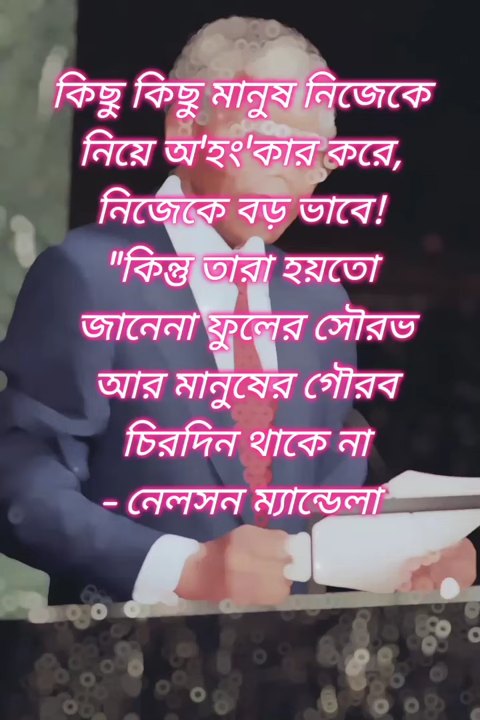 কিছু কিছু মানুষ নিজেকে
নিয়ে অ'হং'কার করে,
নিজেকে বড় ভাবে!
"কিন্তু তারা হয়তো
জানেনা ফুলের সৌরভ
আর মানুষের গৌরব
চিরদিন থাকে না
- নেলসন ম্যান্ডেলা